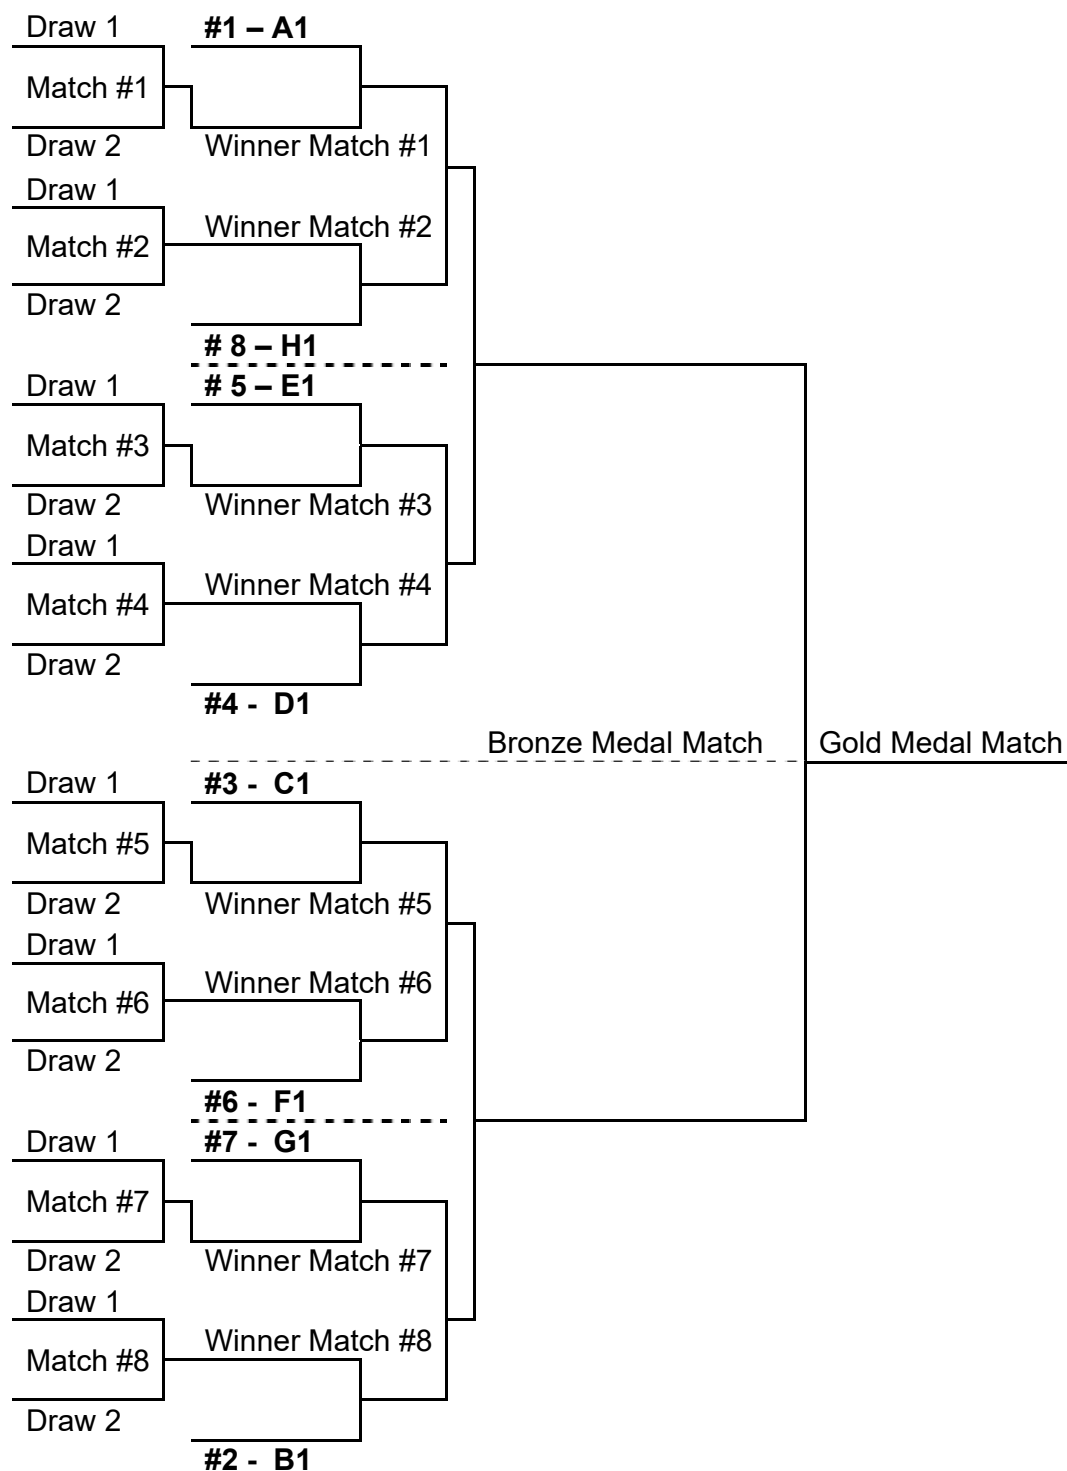 Draw 1
#1 – A1
Match #1
Draw 2
Winner Match #1
Draw 1
Winner Match #2
Match #2
Draw 2
# 8 – H1
Draw 1
# 5 – E1
Match #3
Draw 2
Winner Match #3
Draw 1
Winner Match #4
Match #4
Draw 2
#4 - D1
Bronze Medal Match
Gold Medal Match
Draw 1
#3 - C1
Match #5
Draw 2
Winner Match #5
Draw 1
Winner Match #6
Match #6
Draw 2
#6 - F1
Draw 1
#7 - G1
Match #7
Draw 2
Winner Match #7
Draw 1
Winner Match #8
Match #8
Draw 2
#2 - B1